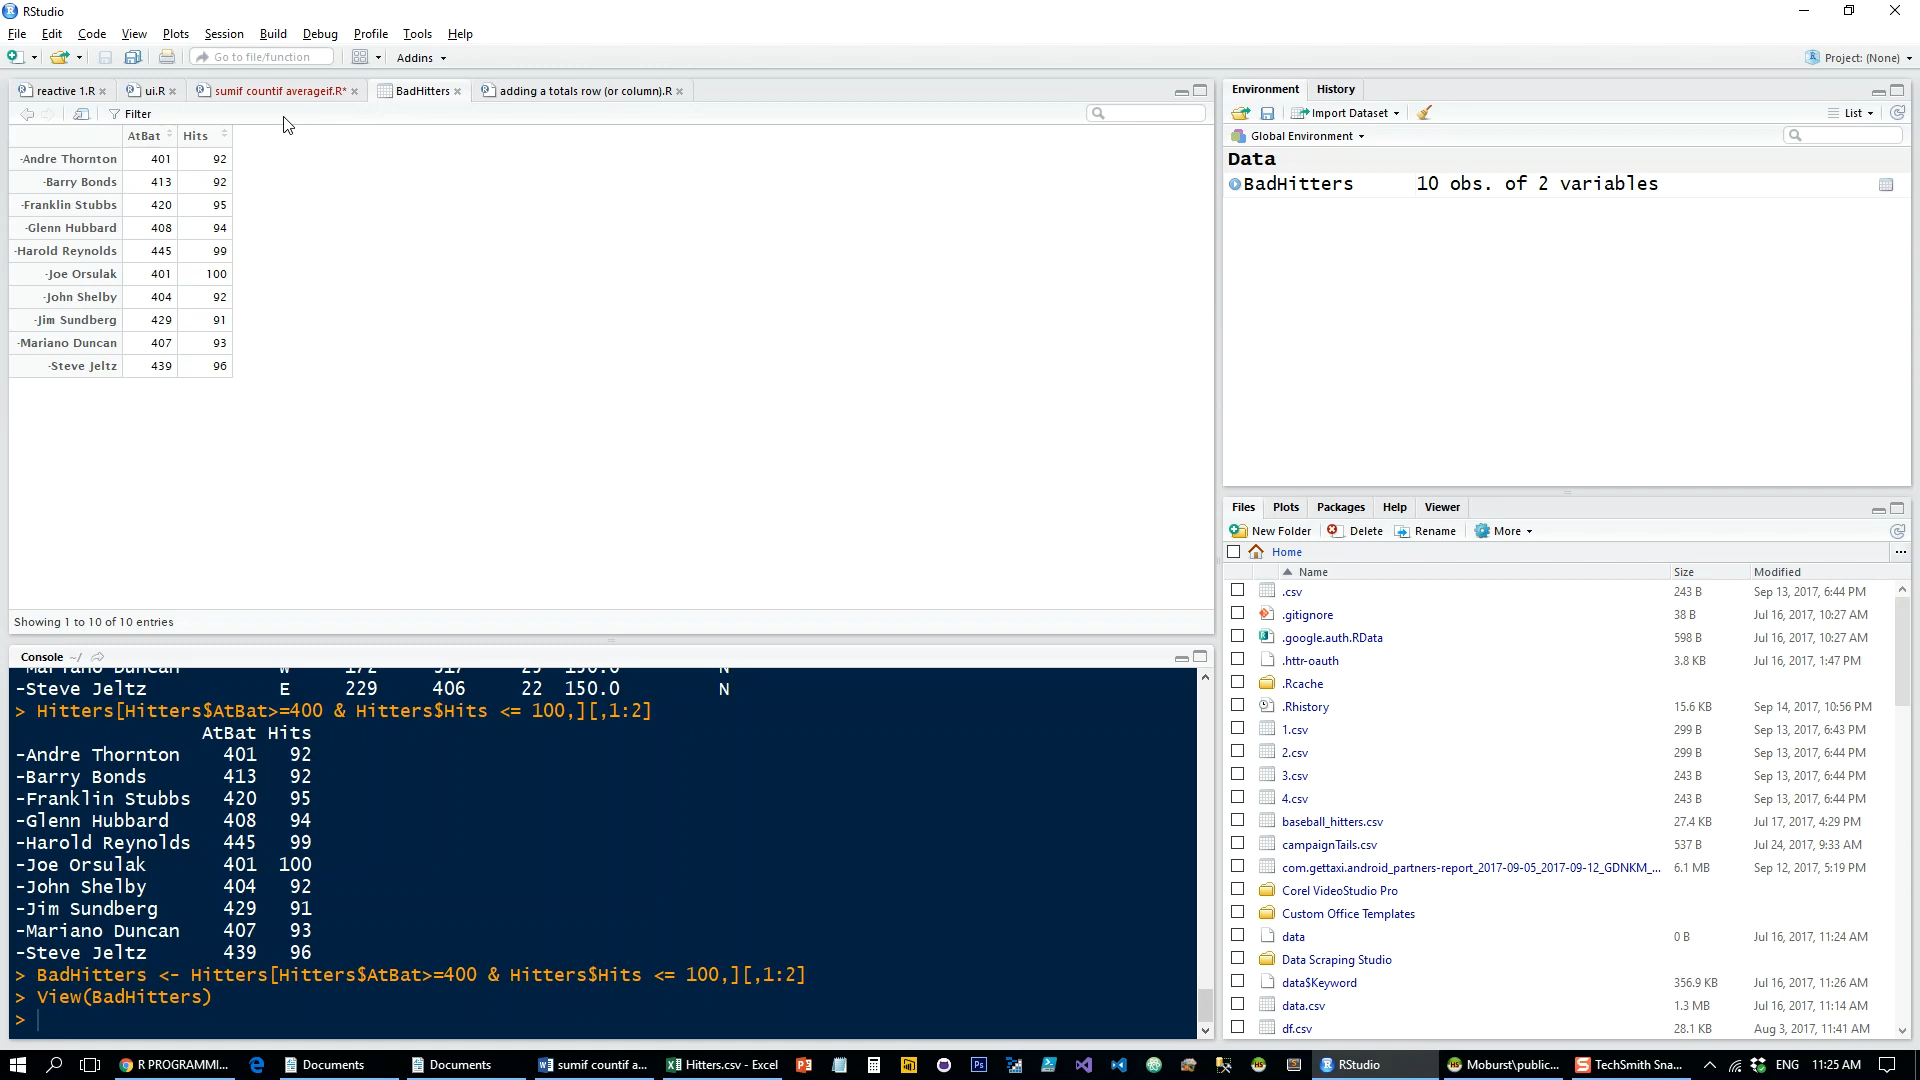 RStudio
File Edit Code View Plots Session Build Debug Profile Tools Help
Go to file/function Addins Project: (None)
reactive 1.R ui.R sumif countif averageif.R* BadHitters adding a totals row (or column).R
Filter
AtBat Hits
-Andre Thornton 401 92
-Barry Bonds 413 92
-Franklin Stubbs 420 95
-Glenn Hubbard 408 94
-Harold Reynolds 445 99
-Joe Orsulak 401 100
-John Shelby 404 92
-Jim Sundberg 429 91
-Mariano Duncan 407 93
-Steve Jeltz 439 96
Showing 1 to 10 of 10 entries
Console ~/
-Mariano Duncan W 172 317 25 150.0 N
-Steve Jeltz E 229 406 22 150.0 N
> Hitters[Hitters$AtBat>=400 & Hitters$Hits <= 100,][,1:2]
AtBat Hits
-Andre Thornton 401 92
-Barry Bonds 413 92
-Franklin Stubbs 420 95
-Glenn Hubbard 408 94
-Harold Reynolds 445 99
-Joe Orsulak 401 100
-John Shelby 404 92
-Jim Sundberg 429 91
-Mariano Duncan 407 93
-Steve Jeltz 439 96
> BadHitters <- Hitters[Hitters$AtBat>=400 & Hitters$Hits <= 100,][,1:2]
> View(BadHitters)
>
Environment History
Import Dataset List
Global Environment
Data
BadHitters 10 obs. of 2 variables
Files Plots Packages Help Viewer
New Folder Delete Rename More
Home ...
Name Size Modified
.csv 243 B Sep 13, 2017, 6:44 PM
.gitignore 38 B Jul 16, 2017, 10:27 AM
.google.auth.RData 598 B Jul 16, 2017, 10:27 AM
.httr-oauth 3.8 KB Jul 16, 2017, 1:47 PM
.Rcache
.Rhistory 15.6 KB Sep 14, 2017, 10:56 PM
1.csv 299 B Sep 13, 2017, 6:43 PM
2.csv 299 B Sep 13, 2017, 6:44 PM
3.csv 243 B Sep 13, 2017, 6:44 PM
4.csv 243 B Sep 13, 2017, 6:44 PM
baseball_hitters.csv 27.4 KB Jul 17, 2017, 4:29 PM
campaignTails.csv 537 B Jul 24, 2017, 9:33 AM
com.gettaxi.android_partners-report_2017-09-05_2017-09-12_GDNKM_... 6.1 MB Sep 12, 2017, 5:19 PM
Corel VideoStudio Pro
Custom Office Templates
data 0 B Jul 16, 2017, 11:24 AM
Data Scraping Studio
data$Keyword 356.9 KB Jul 16, 2017, 11:26 AM
data.csv 1.3 MB Jul 16, 2017, 11:14 AM
df.csv 28.1 KB Aug 3, 2017, 11:41 AM
R PROGRAMMI... Documents Documents sumif countif a... Hitters.csv - Excel RStudio Moburst\public... TechSmith Sna... ENG 11:25 AM